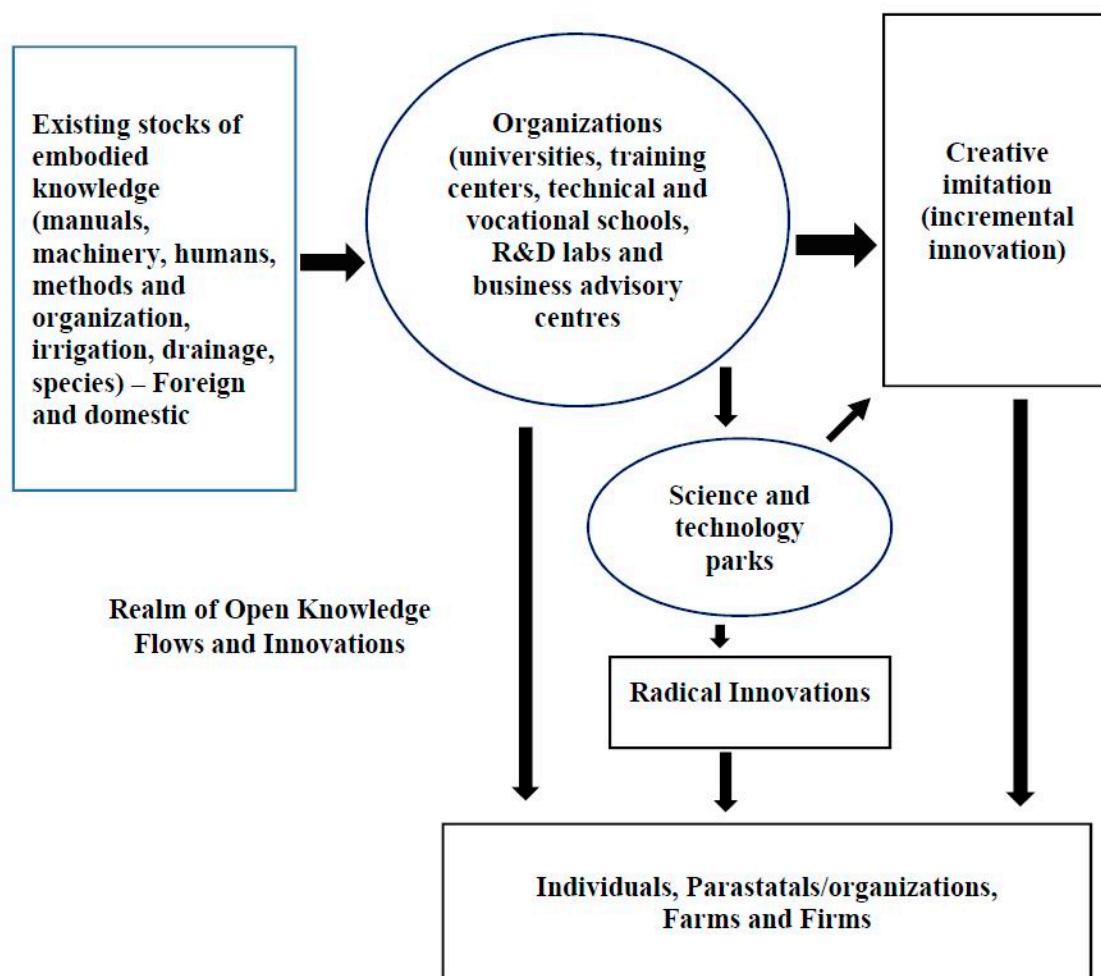 Existing stocks of
embodied
knowledge
(manuals,
machinery, humans,
methods and
organization,
irrigation, drainage,
species) – Foreign
and domestic
Organizations
(universities, training
centers, technical and
vocational schools,
R&D labs and
business advisory
centres
Creative
imitation
(incremental
innovation)
Science and
technology
parks
Realm of Open Knowledge
Flows and Innovations
Radical Innovations
Individuals, Parastatals/organizations,
Farms and Firms